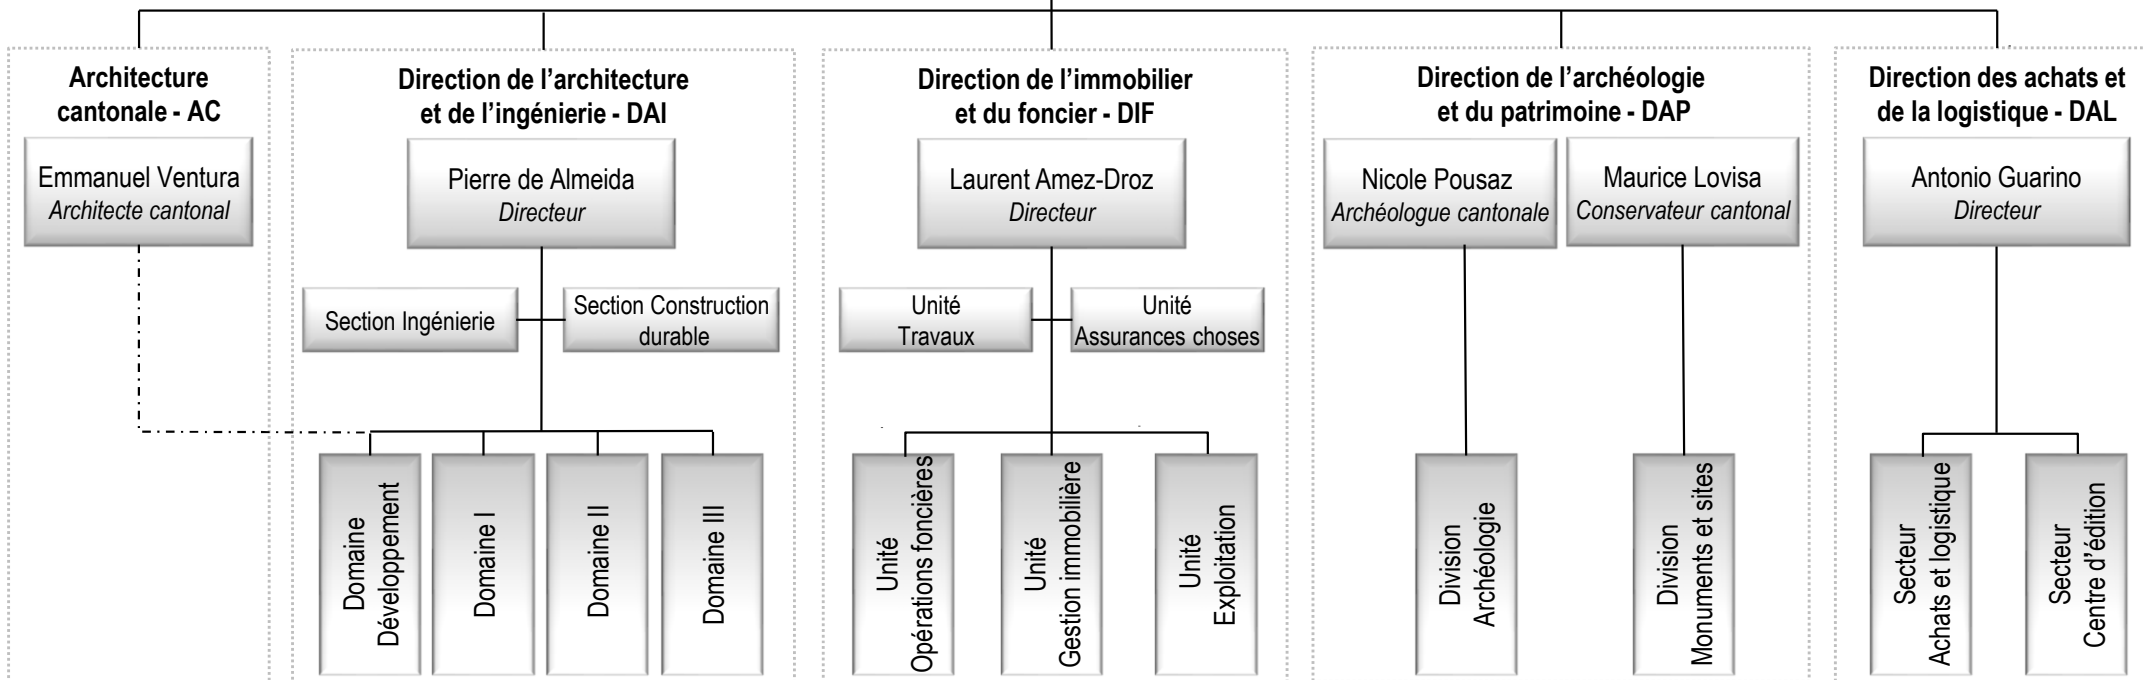 Architecture
cantonale - AC
Emmanuel Ventura
Architecte cantonal
Direction de l’architecture
et de l’ingénierie - DAI
Pierre de Almeida
Directeur
Section Ingénierie
Section Construction
durable
Domaine
Développement
Domaine I
Domaine II
Domaine III
Direction de l’immobilier
et du foncier - DIF
Laurent Amez-Droz
Directeur
Unité
Travaux
Unité
Assurances choses
Unité
Opérations foncières
Unité
Gestion immobilière
Unité
Exploitation
Direction de l’archéologie
et du patrimoine - DAP
Nicole Pousaz
Archéologue cantonale
Maurice Lovisa
Conservateur cantonal
Division
Archéologie
Division
Monuments et sites
Direction des achats et
de la logistique - DAL
Antonio Guarino
Directeur
Secteur
Achats et logistique
Secteur
Centre d’édition